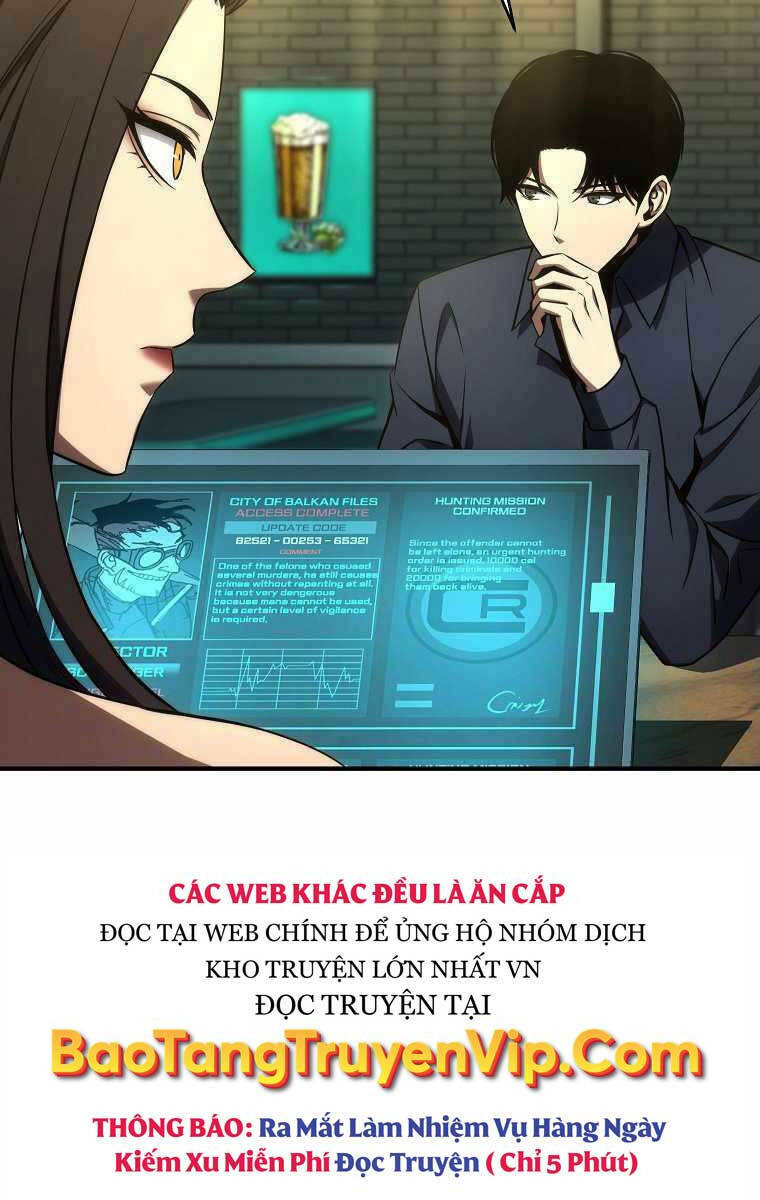 CITY OF BALKAN FILES
ACCESS COMPLETE
UPDATE CODE
82521 - 00253 - 65321
COMMENT
One of the felons who caused
several murders, he still causes
crimes without repenting at all.
It is not very dangerous
because mana cannot be used,
but a certain level of vigilance
is required.
HUNTING MISSION
CONFIRMED
Since the offender cannot
be left alone, an urgent hunting
order is issued. 10000 col
for killing criminals and
20000 for bringing
them back alive.
HUNTING MISSION
CÁC WEB KHÁC ĐỀU LÀ ĂN CẮP
ĐỌC TẠI WEB CHÍNH ĐỂ ỦNG HỘ NHÓM DỊCH
KHO TRUYỆN LỚN NHẤT VN
ĐỌC TRUYỆN TẠI
BaoTangTruyenVip.Com
THÔNG BÁO: Ra Mắt Làm Nhiệm Vụ Hàng Ngày
Kiếm Xu Miễn Phí Đọc Truyện ( Chỉ 5 Phút)